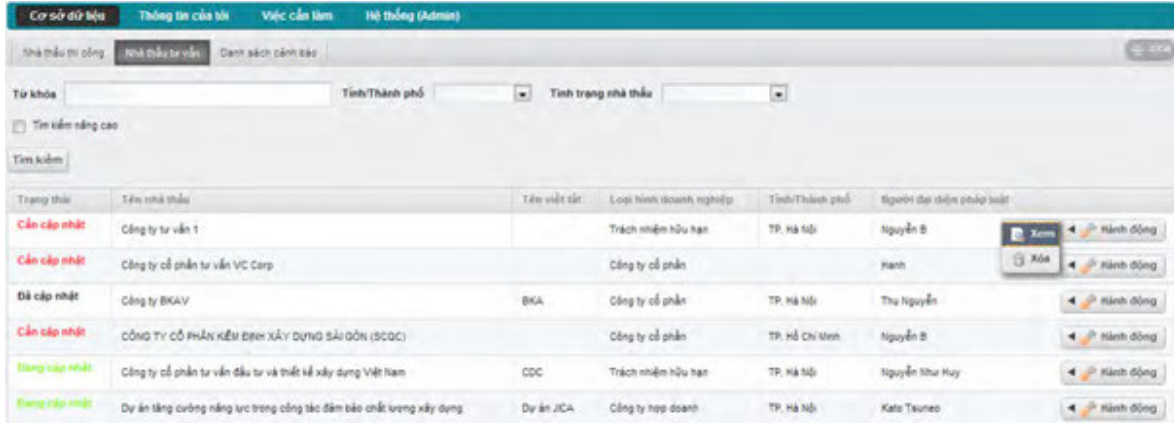 Cơ sở dữ liệu Thông tin của tôi Việc cần làm Hệ thống (Admin)
Nhà thầu thi công Nhà thầu tư vấn Danh sách cảnh báo
Từ khóa Tỉnh/Thành phố Tình trạng nhà thầu
Tìm kiếm nâng cao
Tìm kiếm
Trạng thái Tên nhà thầu Tên viết tắt Loại hình doanh nghiệp Tỉnh/Thành phố Người đại diện pháp luật
Cần cập nhật Công ty tư vấn 1 Trách nhiệm hữu hạn TP. Hà Nội Nguyễn B Xem Hành động
Cần cập nhật Công ty cổ phần tư vấn VC Corp Công ty cổ phần Hanh Xóa Hành động
Đã cập nhật Công ty BKAV BKA Công ty cổ phần TP. Hà Nội Thu Nguyễn Hành động
Cần cập nhật CÔNG TY CỔ PHẦN KIỂM ĐỊNH XÂY DỰNG SÀI GÒN (SCQC) Công ty cổ phần TP. Hồ Chí Minh Nguyễn B Hành động
Đang cập nhật Công ty cổ phần tư vấn đầu tư và thiết kế xây dựng Việt Nam CDC Trách nhiệm hữu hạn TP. Hà Nội Nguyễn Như Huy Hành động
Đang cập nhật Dự án tăng cường năng lực trong công tác đảm bảo chất lượng xây dựng Dự án JICA Công ty hợp doanh TP. Hà Nội Kato Tsuneo Hành động